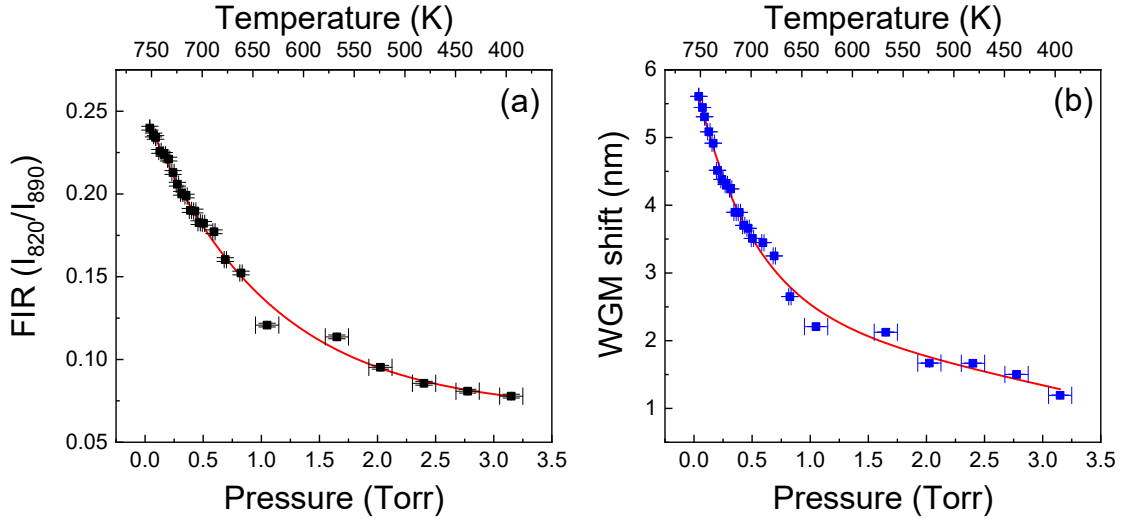 Temperature (K)
750 700 650 600 550 500 450 400
(a)
0.25
0.20
0.15
0.10
0.05
FIR (I820/I890)
0.0 0.5 1.0 1.5 2.0 2.5 3.0 3.5
Pressure (Torr)
Temperature (K)
750 700 650 600 550 500 450 400
(b)
6
5
4
3
2
1
WGM shift (nm)
0.0 0.5 1.0 1.5 2.0 2.5 3.0 3.5
Pressure (Torr)